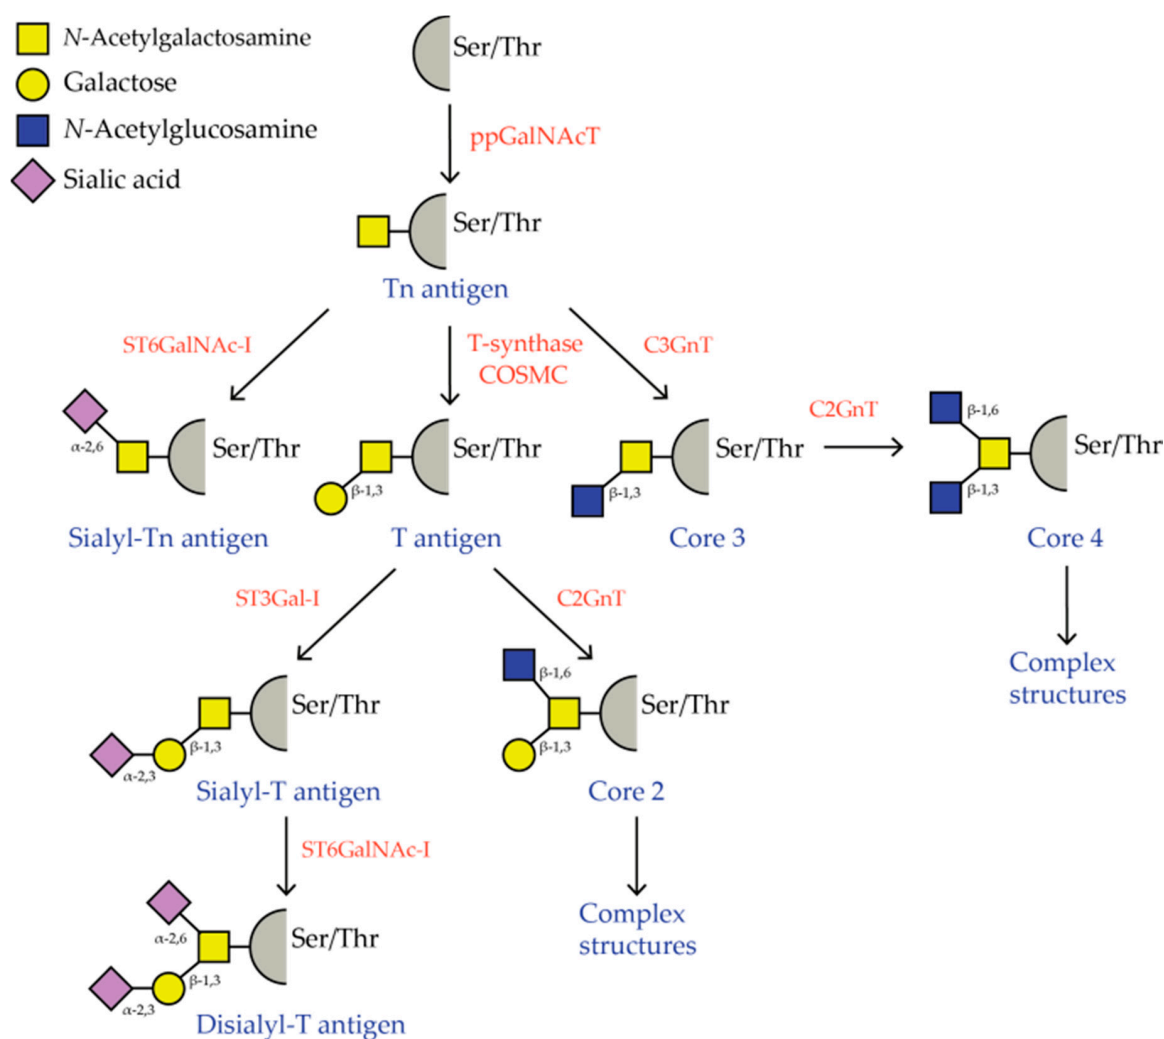 N-Acetylgalactosamine
Galactose
N-Acetylglucosamine
Sialic acid
Ser/Thr
ppGalNAcT
Ser/Thr
Tn antigen
ST6GalNAc-I
T-synthase
COSMC
C3GnT
α-2,6
Ser/Thr
Sialyl-Tn antigen
β-1,3
Ser/Thr
T antigen
β-1,3
Ser/Thr
Core 3
C2GnT
β-1,6
β-1,3
Ser/Thr
Core 4
Complex
structures
ST3Gal-I
C2GnT
Ser/Thr
β-1,3
α-2,3
Sialyl-T antigen
β-1,6
β-1,3
Ser/Thr
Core 2
ST6GalNAc-I
Complex
structures
α-2,6
Ser/Thr
β-1,3
α-2,3
Disialyl-T antigen